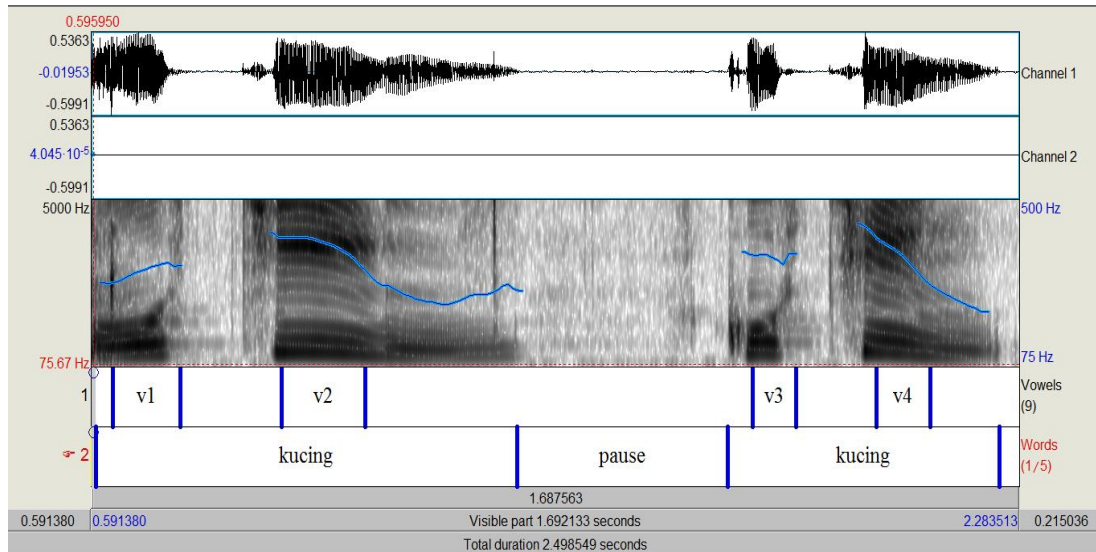 0.595950
0.5363
-0.01953
-0.5991
Channel 1
0.5363
4.045·10⁻⁵
-0.5991
Channel 2
5000 Hz
500 Hz
75.67 Hz
75 Hz
1 v1 v2 v3 v4 Vowels
(9)
☞ 2 kucing pause kucing Words
(1/5)
1.687563
0.591380 0.591380 Visible part 1.692133 seconds 2.283513 0.215036
Total duration 2.498549 seconds